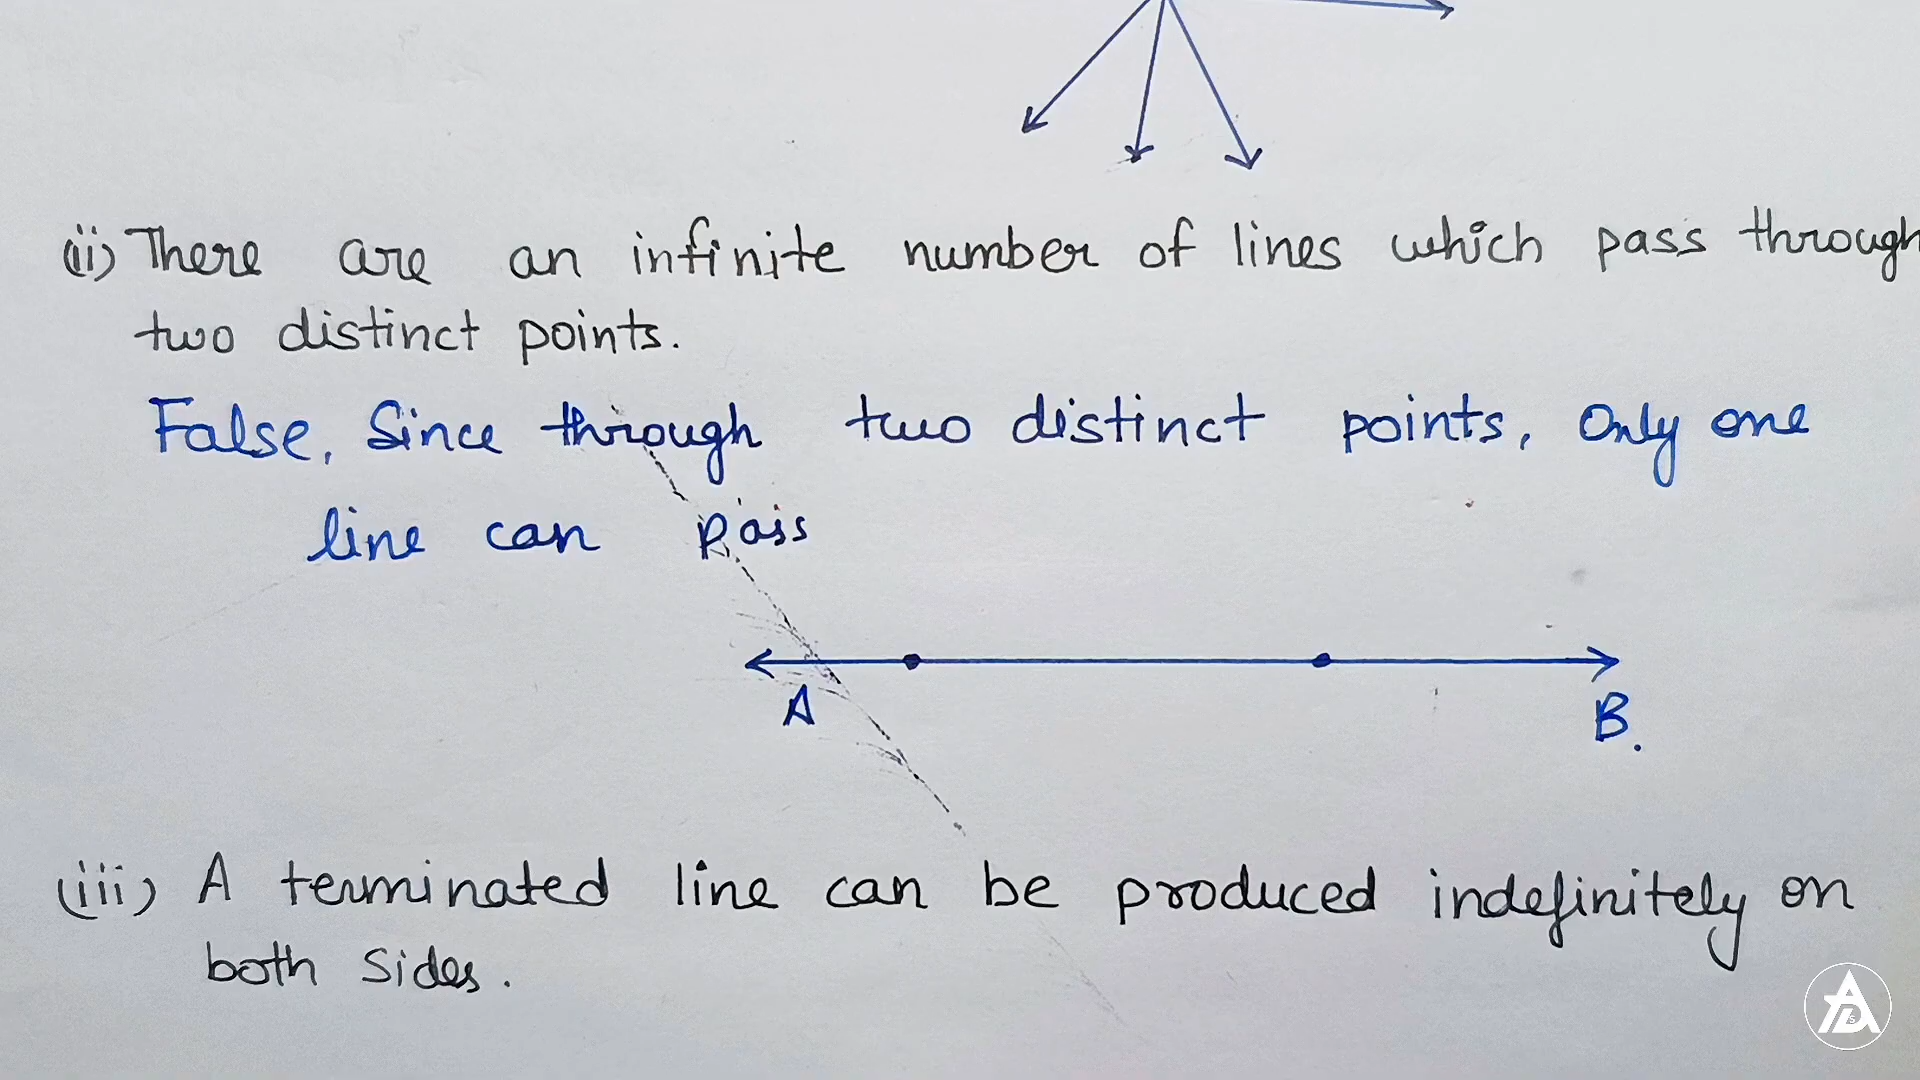 (ii) There are an infinite number of lines which pass through
two distinct points.
False, Since through two distinct points, Only one
line can pass
A B.
(iii) A terminated line can be produced indefinitely on
both sides.